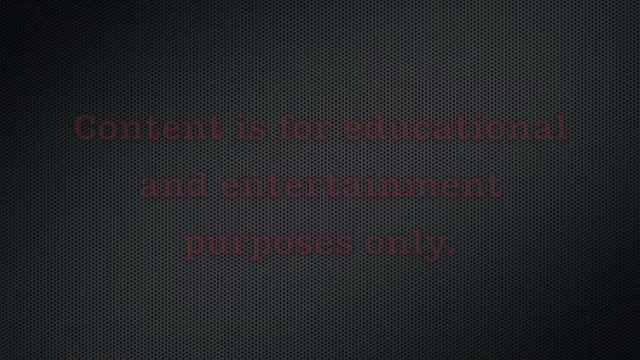 Content is for educational
and entertainment
purposes only.